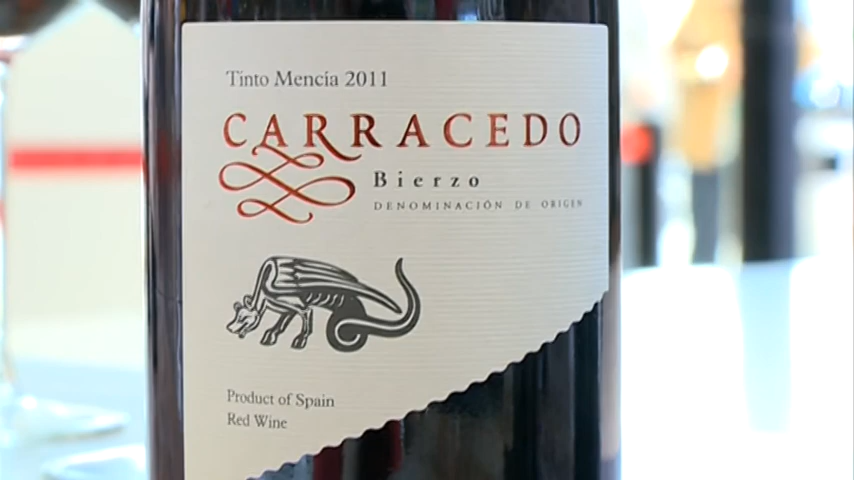 Tinto Mencía 2011
CARRACEDO
Bierzo
DENOMINACIÓN DE ORIGEN
Product of Spain
Red Wine